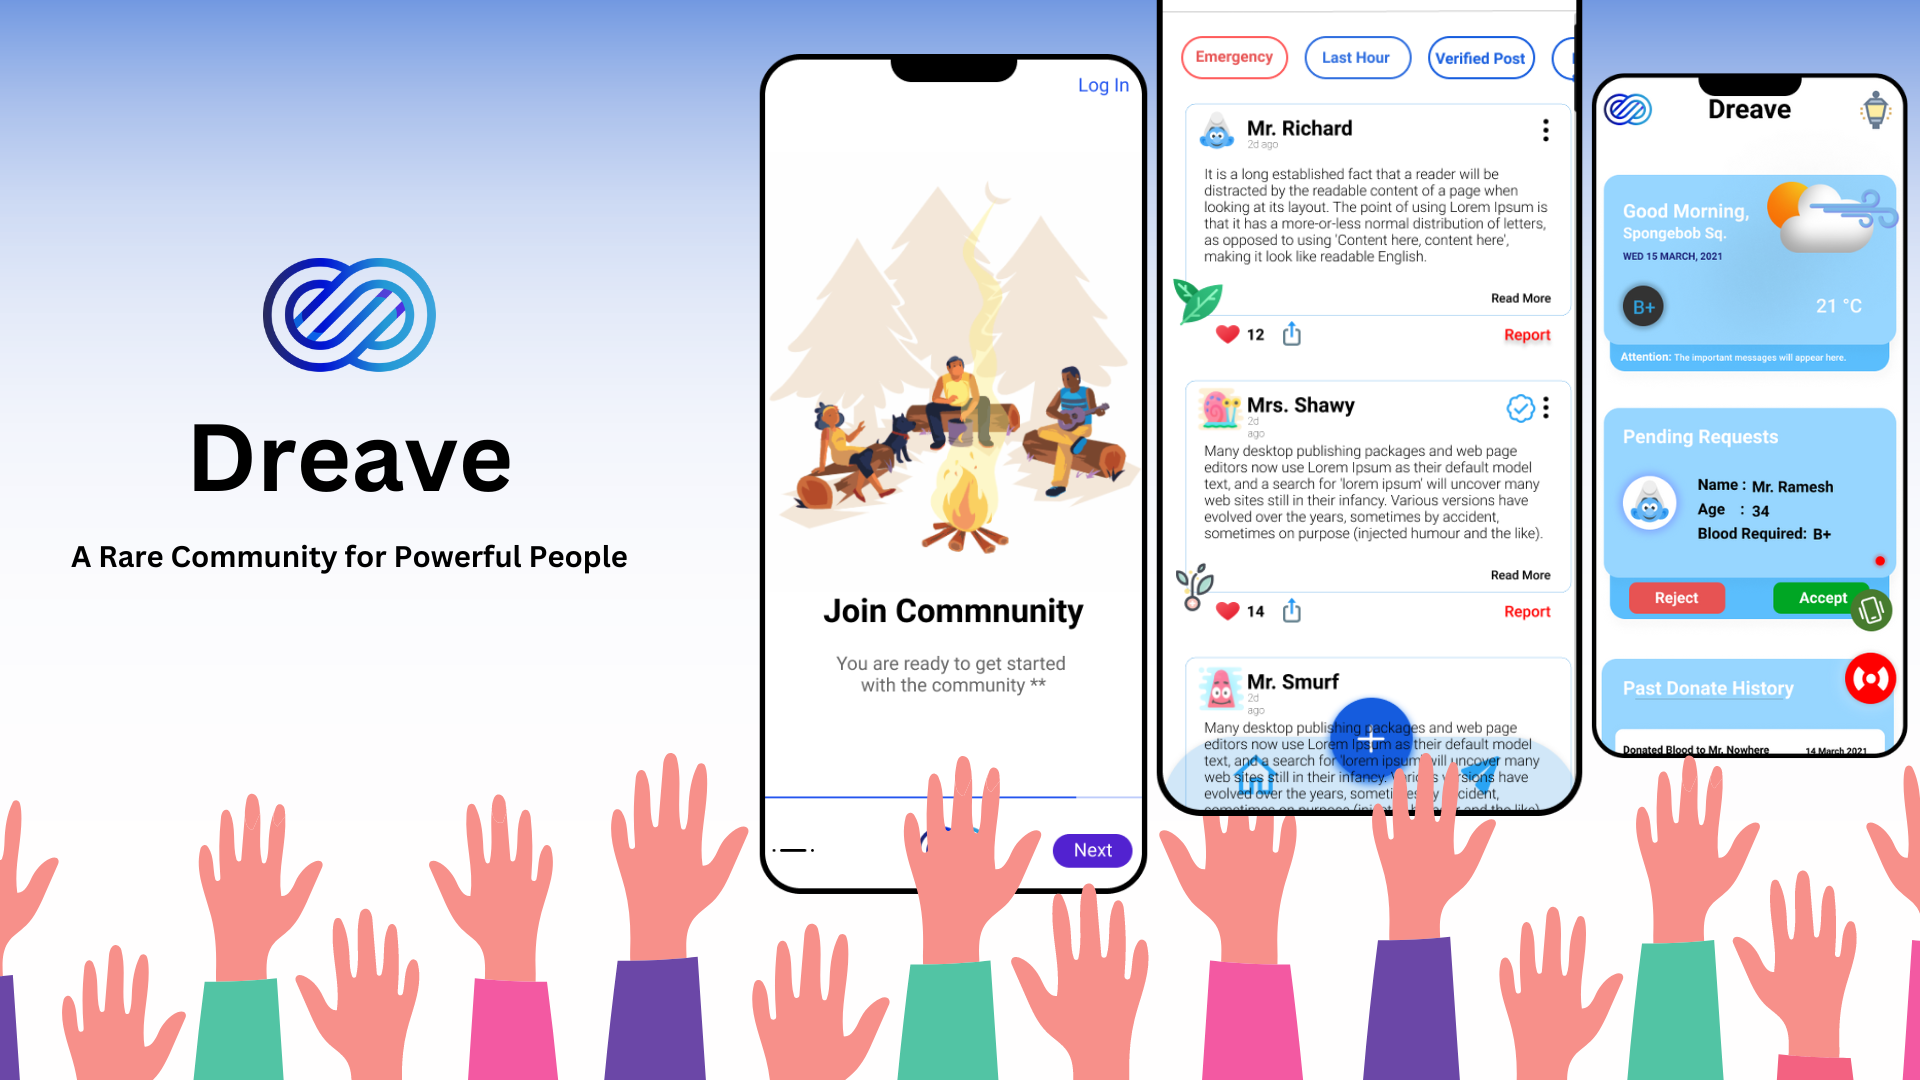 Dreave
A Rare Community for Powerful People
Log In
Join Commnunity
You are ready to get started
with the community **
Next
Emergency
Last Hour
Verified Post
Mr. Richard
2d ago
It is a long established fact that a reader will be
distracted by the readable content of a page when
looking at its layout. The point of using Lorem Ipsum is
that it has a more-or-less normal distribution of letters,
as opposed to using 'Content here, content here',
making it look like readable English.
Read More
12
Report
Mrs. Shawy
2d
ago
Many desktop publishing packages and web page
editors now use Lorem Ipsum as their default model
text, and a search for 'lorem ipsum' will uncover many
web sites still in their infancy. Various versions have
evolved over the years, sometimes by accident,
sometimes on purpose (injected humour and the like).
Read More
14
Report
Mr. Smurf
2d
ago
Many desktop publishing packages and web page
editors now use Lorem Ipsum as their default model
text, and a search for 'lorem ipsum' will uncover many
web sites still in their infancy. Various versions have
evolved over the years, sometimes by accident,
sometimes on purpose and the like).
Dreave
Good Morning,
Spongebob Sq.
WED 15 MARCH, 2021
B+
21 °C
Attention: The important messages will appear here.
Pending Requests
Name : Mr. Ramesh
Age : 34
Blood Required: B+
Reject
Accept
Past Donate History
Donated Blood to Mr. Nowhere
14 March 2021